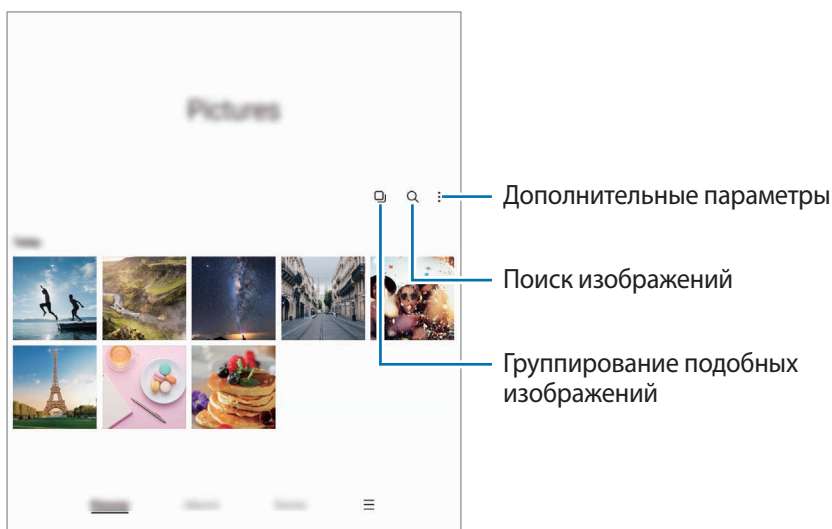 Pictures
Дополнительные параметры
Поиск изображений
Группирование подобных
изображений